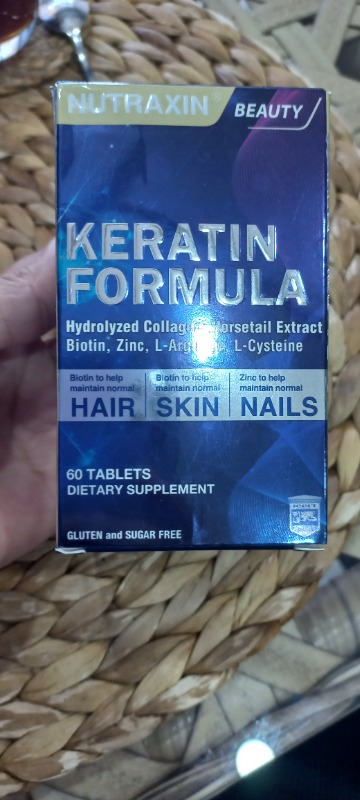 NUTRAXIN
BEAUTY
KERATIN
FORMULA
Hydrolyzed Extract
Biotin, Zinc, L-Cysteine
Biotin to help
maintain normal
HAIR
Biotin to help
maintain normal
SKIN
Zinc to help
maintain normal
NAILS
60 TABLETS
DIETARY SUPPLEMENT
GLUTEN and SUGAR FREE